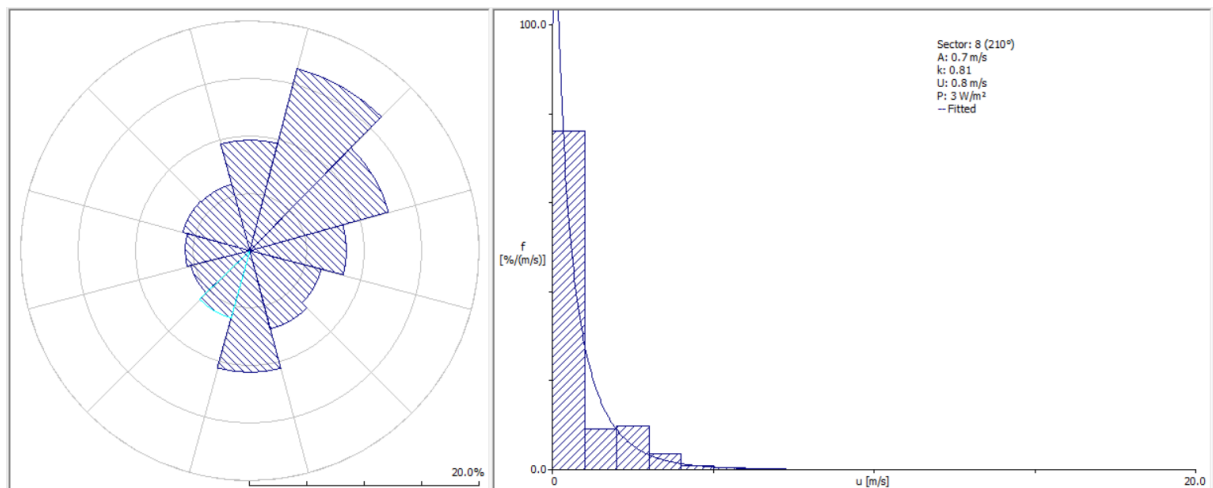 20.0%
100.0
f
[%/(m/s)]
0.0
Sector: 8 (210°)
A: 0.7 m/s
k: 0.81
U: 0.8 m/s
P: 3 W/m²
-- Fitted
0
u [m/s]
20.0